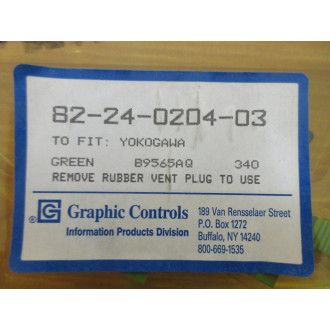 82-24-0204-03
TO FIT: YOKOGAWA
GREEN B9565AQ 340
REMOVE RUBBER VENT PLUG TO USE
® G Graphic Controls
Information Products Division
189 Van Rensselaer Street
P.O. Box 1272
Buffalo, NY 14240
800-669-1535